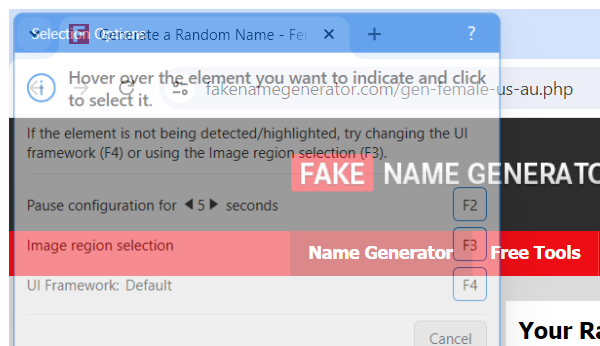 Selection Options
Generate a Random Name - Fe
?
Hover over the element you want to indicate and click
to select it.
fakenamegenerator.com/gen-female-us-au.php
If the element is not being detected/highlighted, try changing the UI
framework (F4) or using the Image region selection (F3).
FAKE NAME GENERATO
Pause configuration for 5 seconds
F2
Image region selection
F3
Name Generator
Free Tools
UI Framework: Default
F4
Cancel
Your Ra